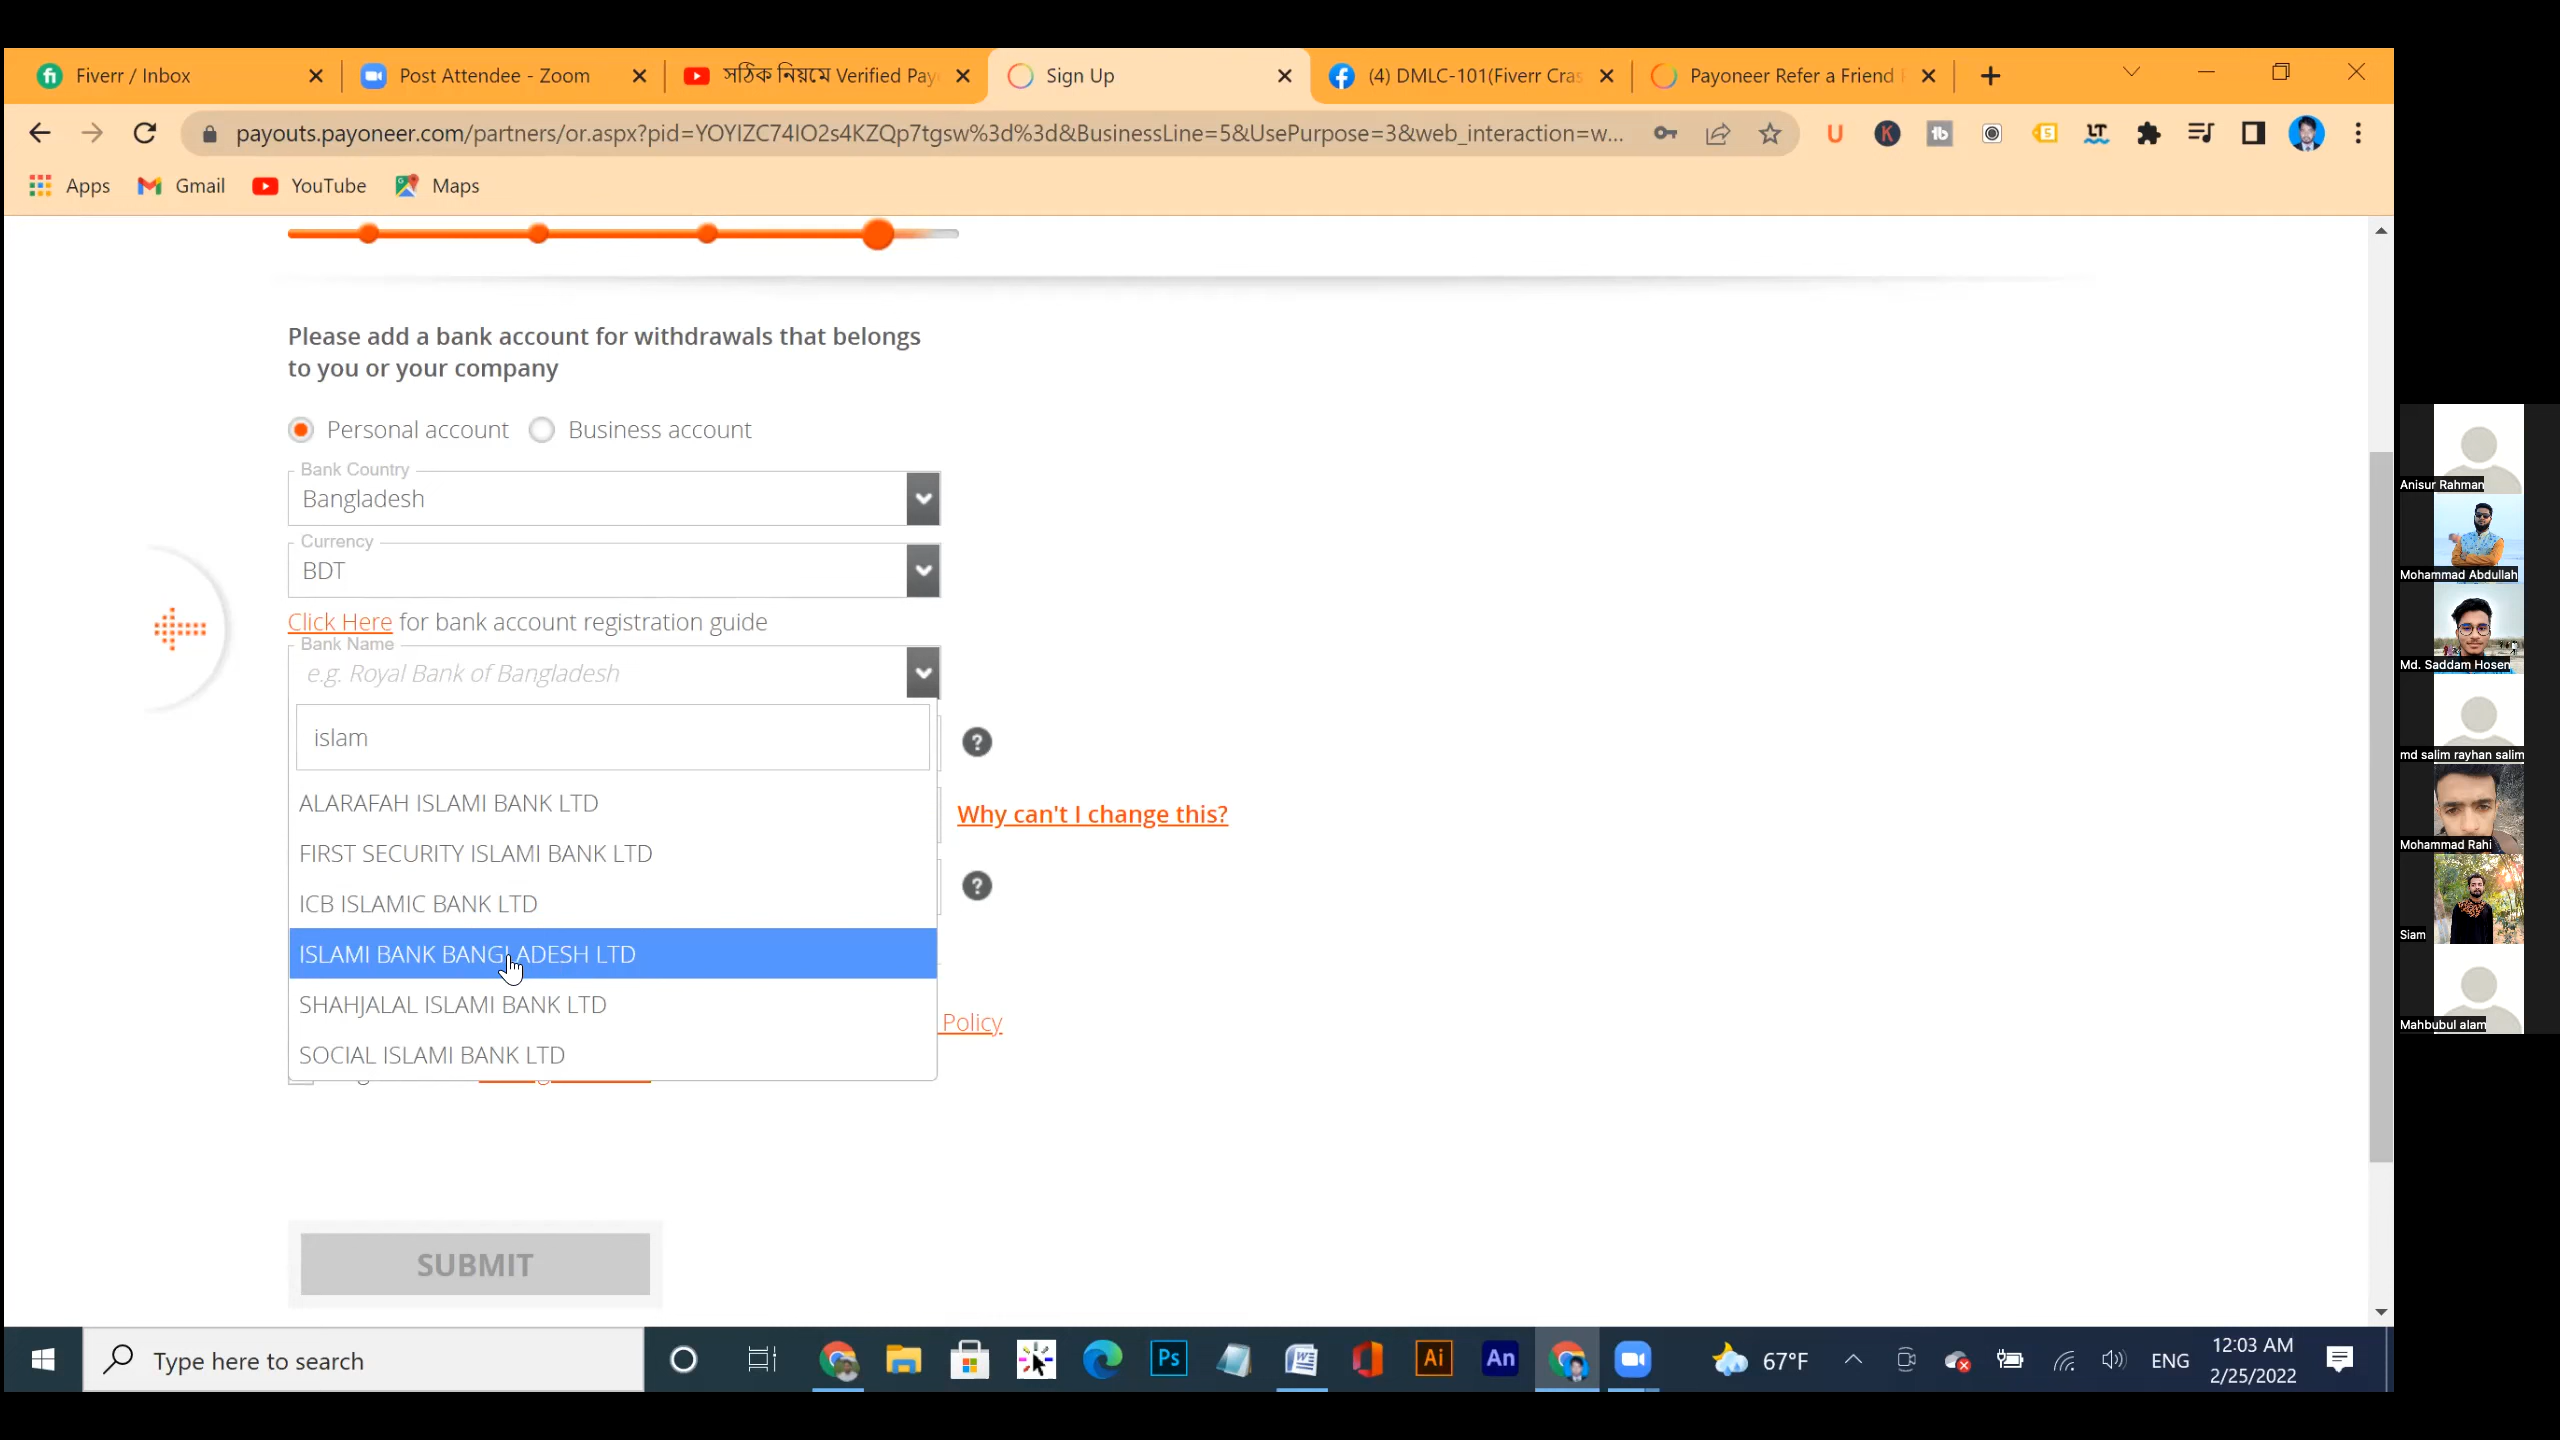 Fiverr / Inbox
Post Attendee - Zoom
সঠিক নিয়মে Verified Pay
Sign Up
(4) DMLC-101(Fiverr Cras
Payoneer Refer a Friend
payouts.payoneer.com/partners/or.aspx?pid=YOYIZC74IO2s4KZQp7tgsw%3d%3d&BusinessLine=5&UsePurpose=3&web_interaction=w...
Apps
Gmail
YouTube
Maps
Please add a bank account for withdrawals that belongs
to you or your company
Personal account
Business account
Bank Country
Bangladesh
Currency
BDT
Click Here for bank account registration guide
Bank Name
e.g. Royal Bank of Bangladesh
islam
ALARAFAH ISLAMI BANK LTD
Why can't I change this?
FIRST SECURITY ISLAMI BANK LTD
ICB ISLAMIC BANK LTD
ISLAMI BANK BANGLADESH LTD
SHAHJALAL ISLAMI BANK LTD
Policy
SOCIAL ISLAMI BANK LTD
SUBMIT
Anisur Rahman
Mohammad Abdullah
Md. Saddam Hosen
md salim rayhan salim
Mohammad Rahi
Siam
Mahbubul alam
Type here to search
Ps
Ai
An
67°F
ENG
12:03 AM
2/25/2022